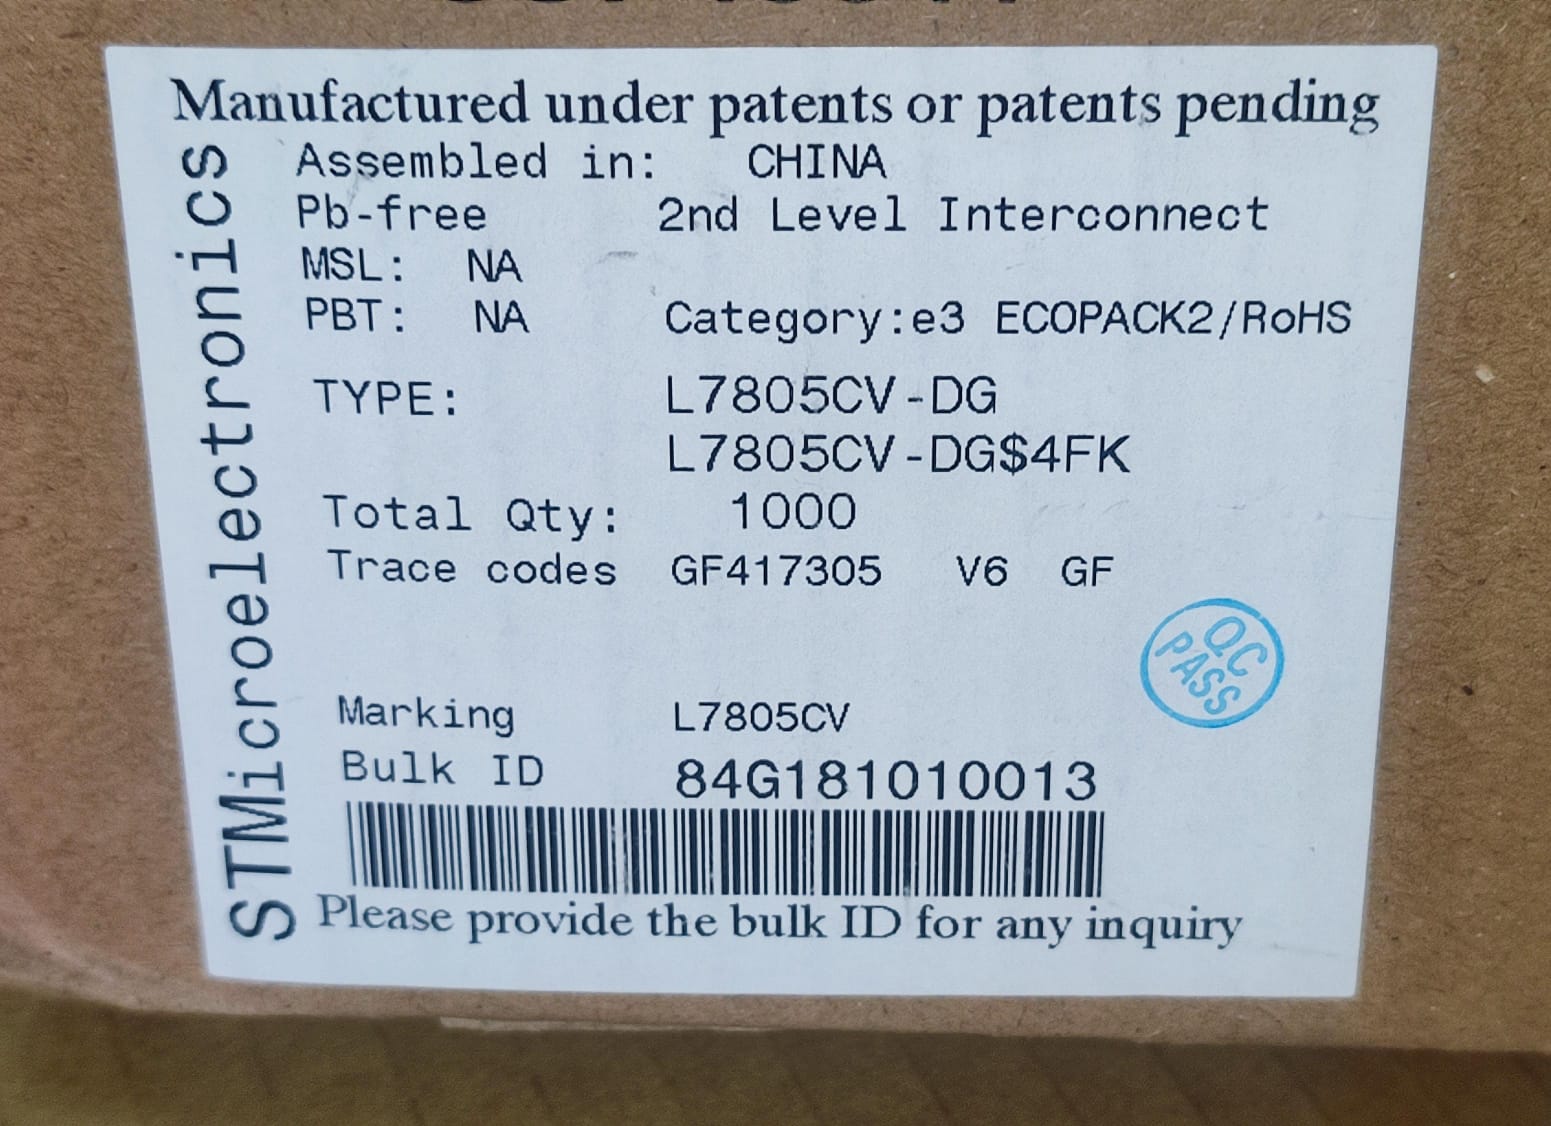 Manufactured under patents or patents pending
STMicroelectronics
Assembled in: CHINA
Pb-free 2nd Level Interconnect
MSL: NA
PBT: NA Category:e3 ECOPACK2/RoHS
TYPE: L7805CV-DG
L7805CV-DG$4FK
Total Qty: 1000
Trace codes GF417305 V6 GF
QC
PASS
Marking L7805CV
Bulk ID 84G181010013
Please provide the bulk ID for any inquiry